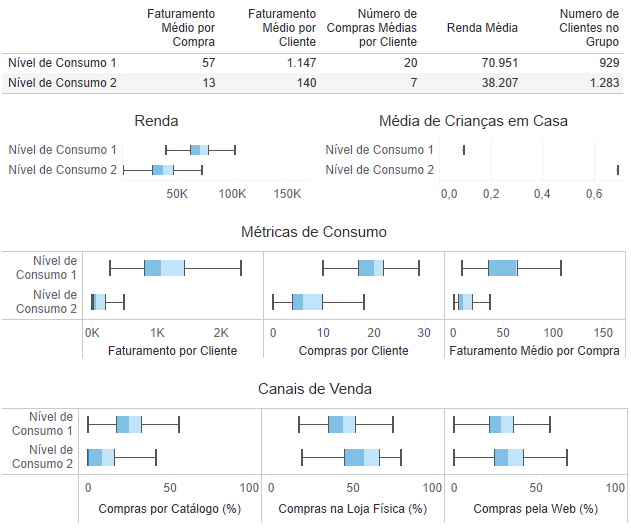 Faturamento Médio por Compra
Faturamento Médio por Cliente
Número de Compras Médias por Cliente
Renda Média
Numero de Clientes no Grupo
Nível de Consumo 1 57 1.147 20 70.951 929
Nível de Consumo 2 13 140 7 38.207 1.283
Renda
Nível de Consumo 1
Nível de Consumo 2
50K 100K 150K
Média de Crianças em Casa
Nível de Consumo 1
Nível de Consumo 2
0,0 0,2 0,4 0,6
Métricas de Consumo
Nível de
Consumo 1
Nível de
Consumo 2
0K 1K 2K
Faturamento por Cliente
0 10 20 30
Compras por Cliente
0 50 100 150
Faturamento Médio por Compra
Canais de Venda
Nível de
Consumo 1
Nível de
Consumo 2
0 50 100
Compras por Catálogo (%)
0 50 100
Compras na Loja Física (%)
0 50 100
Compras pela Web (%)